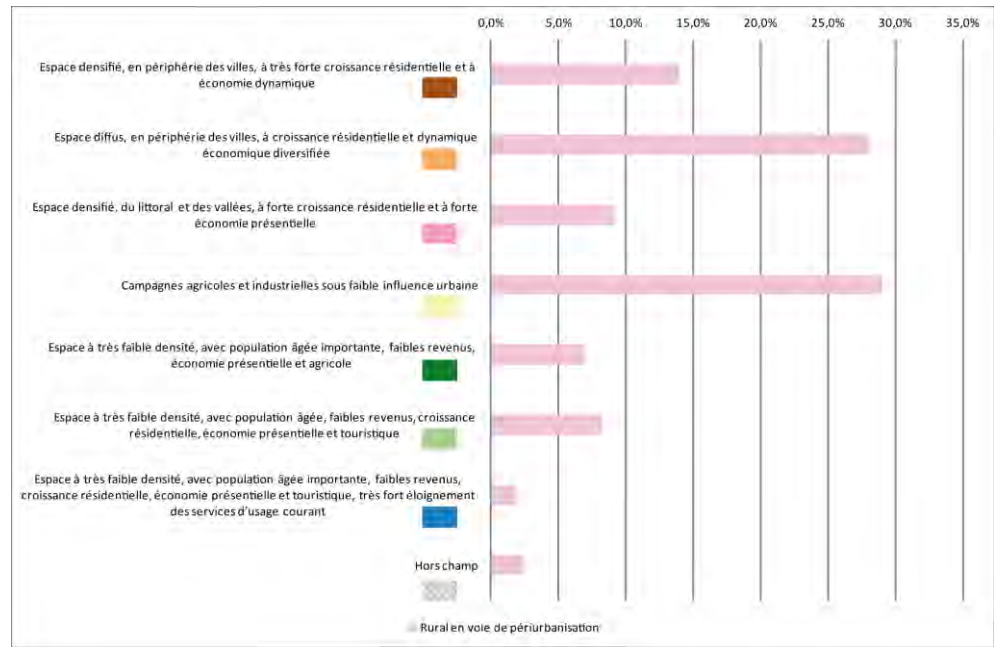 0,0% 5,0% 10,0% 15,0% 20,0% 25,0% 30,0% 35,0%
Espace densifié, en périphérie des villes, à très forte croissance résidentielle et à
économie dynamique
Espace diffus, en périphérie des villes, à croissance résidentielle et dynamique
économique diversifiée
Espace densifié, du littoral et des vallées, à forte croissance résidentielle et à forte
économie présentielle
Campagnes agricoles et industrielles sous faible influence urbaine
Espace à très faible densité, avec population âgée importante, faibles revenus,
économie présentielle et agricole
Espace à très faible densité, avec population âgée, faibles revenus, croissance
résidentielle, économie présentielle et touristique
Espace à très faible densité, avec population âgée importante, faibles revenus,
croissance résidentielle, économie présentielle et touristique, très fort éloignement
des services d'usage courant
Hors champ
Rural en voie de périurbanisation